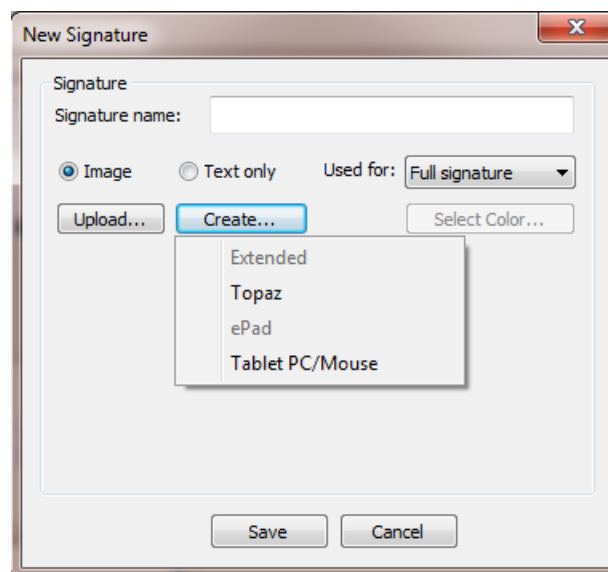 New Signature
Signature
Signature name:
Image Text only Used for: Full signature
Upload... Create... Select Color...
Extended
Topaz
ePad
Tablet PC/Mouse
Save Cancel